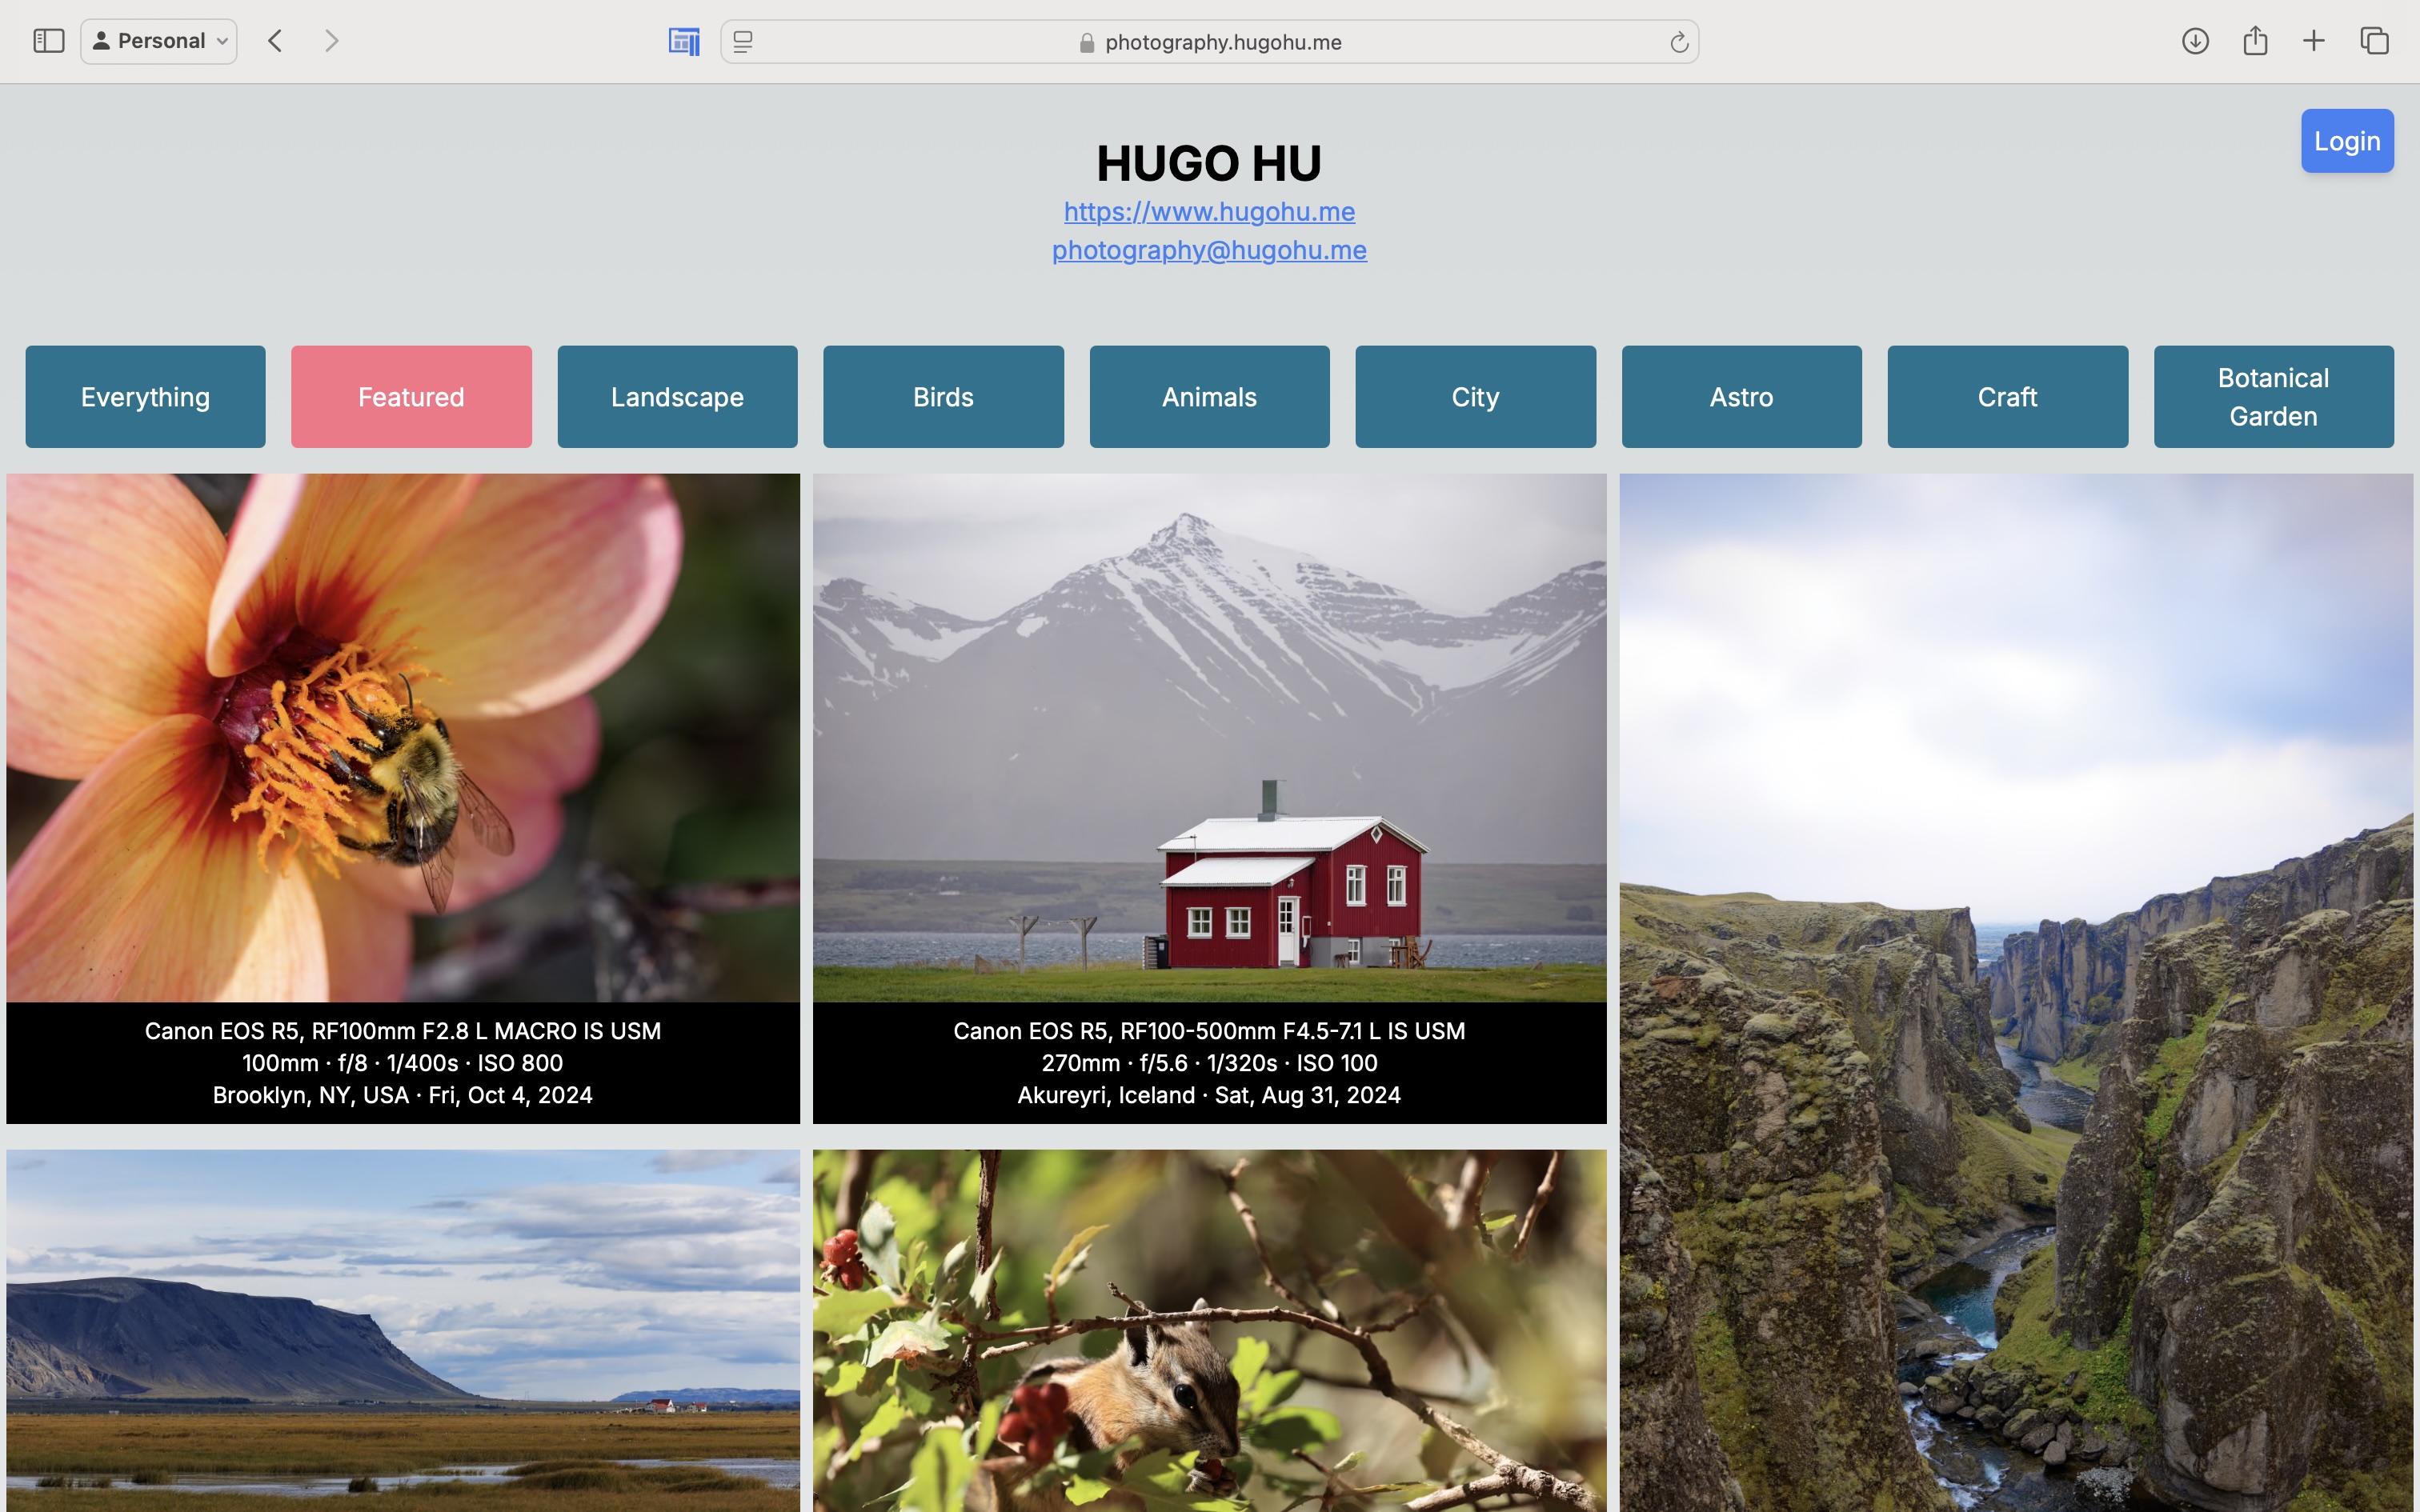 Personal
photography.hugohu.me
Login
HUGO HU
https://www.hugohu.me
photography@hugohu.me
Everything
Featured
Landscape
Birds
Animals
City
Astro
Craft
Botanical
Garden
Canon EOS R5, RF100mm F2.8 L MACRO IS USM
100mm · f/8 · 1/400s · ISO 800
Brooklyn, NY, USA · Fri, Oct 4, 2024
Canon EOS R5, RF100-500mm F4.5-7.1 L IS USM
270mm · f/5.6 · 1/320s · ISO 100
Akureyri, Iceland · Sat, Aug 31, 2024